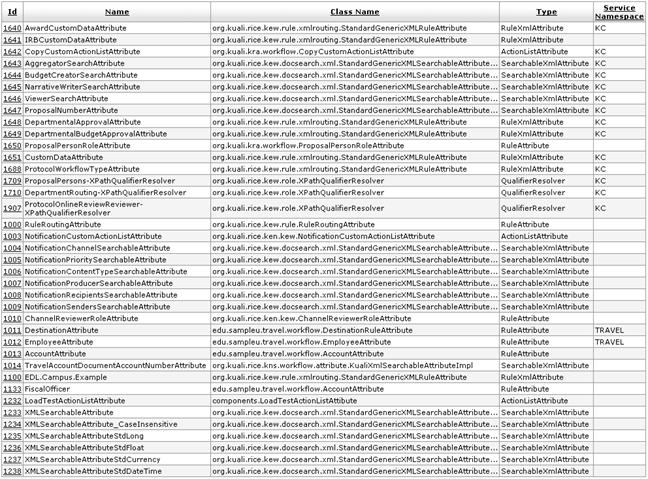 Id Name Class Name Type Service Namespace
1640 AwardCustomDataAttribute org.kuali.rice.kew.rule.xmlrouting.StandardGenericXMLRuleAttribute RuleXmlAttribute KC
1641 IRBCustomDataAttribute org.kuali.rice.kew.rule.xmlrouting.StandardGenericXMLRuleAttribute RuleXmlAttribute
1642 CopyCustomActionListAttribute org.kuali.kra.workflow.CopyCustomActionListAttribute ActionListAttribute KC
1643 AggregatorSearchAttribute org.kuali.rice.kew.docsearch.xml.StandardGenericXMLSearchableAttribute... SearchableXmlAttribute KC
1644 BudgetCreatorSearchAttribute org.kuali.rice.kew.docsearch.xml.StandardGenericXMLSearchableAttribute... SearchableXmlAttribute KC
1645 NarrativeWriterSearchAttribute org.kuali.rice.kew.docsearch.xml.StandardGenericXMLSearchableAttribute... SearchableXmlAttribute KC
1646 ViewerSearchAttribute org.kuali.rice.kew.docsearch.xml.StandardGenericXMLSearchableAttribute... SearchableXmlAttribute KC
1647 ProposalNumberAttribute org.kuali.rice.kew.docsearch.xml.StandardGenericXMLSearchableAttribute... SearchableXmlAttribute KC
1648 DepartmentalApprovalAttribute org.kuali.rice.kew.rule.xmlrouting.StandardGenericXMLRuleAttribute RuleXmlAttribute KC
1649 DepartmentalBudgetApprovalAttribute org.kuali.rice.kew.rule.xmlrouting.StandardGenericXMLRuleAttribute RuleXmlAttribute KC
1650 ProposalPersonRoleAttribute org.kuali.kra.workflow.ProposalPersonRoleAttribute RuleAttribute
1651 CustomDataAttribute org.kuali.rice.kew.rule.xmlrouting.StandardGenericXMLRuleAttribute RuleXmlAttribute KC
1688 ProtocolWorkflowTypeAttribute org.kuali.rice.kew.rule.xmlrouting.StandardGenericXMLRuleAttribute RuleXmlAttribute KC
1709 ProposalPersons-XPathQualifierResolver org.kuali.rice.kew.role.XPathQualifierResolver QualifierResolver KC
1710 DepartmentRouting-XPathQualifierResolver org.kuali.rice.kew.role.XPathQualifierResolver QualifierResolver KC
1907 ProtocolOnlineReviewReviewer-XPathQualifierResolver org.kuali.rice.kew.role.XPathQualifierResolver QualifierResolver KC
1000 RuleRoutingAttribute org.kuali.rice.kew.rule.RuleRoutingAttribute RuleAttribute
1003 NotificationCustomActionListAttribute org.kuali.rice.ken.kew.NotificationCustomActionListAttribute ActionListAttribute
1004 NotificationChannelSearchableAttribute org.kuali.rice.kew.docsearch.xml.StandardGenericXMLSearchableAttribute... SearchableXmlAttribute
1005 NotificationPrioritySearchableAttribute org.kuali.rice.kew.docsearch.xml.StandardGenericXMLSearchableAttribute... SearchableXmlAttribute
1006 NotificationContentTypeSearchableAttribute org.kuali.rice.kew.docsearch.xml.StandardGenericXMLSearchableAttribute... SearchableXmlAttribute
1007 NotificationProducerSearchableAttribute org.kuali.rice.kew.docsearch.xml.StandardGenericXMLSearchableAttribute... SearchableXmlAttribute
1008 NotificationRecipientsSearchableAttribute org.kuali.rice.kew.docsearch.xml.StandardGenericXMLSearchableAttribute... SearchableXmlAttribute
1009 NotificationSendersSearchableAttribute org.kuali.rice.kew.docsearch.xml.StandardGenericXMLSearchableAttribute... SearchableXmlAttribute
1010 ChannelReviewerRoleAttribute org.kuali.rice.ken.kew.ChannelReviewerRoleAttribute RuleAttribute
1011 DestinationAttribute edu.sampleu.travel.workflow.DestinationRuleAttribute RuleAttribute TRAVEL
1012 EmployeeAttribute edu.sampleu.travel.workflow.EmployeeAttribute RuleAttribute TRAVEL
1013 AccountAttribute edu.sampleu.travel.workflow.AccountAttribute RuleAttribute
1014 TravelAccountDocumentAccountNumberAttribute org.kuali.rice.kns.workflow.attribute.KualiXmlSearchableAttributeImpl SearchableXmlAttribute
1100 EDL.Campus.Example org.kuali.rice.kew.rule.xmlrouting.StandardGenericXMLRuleAttribute RuleXmlAttribute
1133 FiscalOfficer edu.sampleu.travel.workflow.AccountAttribute RuleAttribute
1232 LoadTestActionListAttribute components.LoadTestActionListAttribute ActionListAttribute
1233 XMLSearchableAttribute org.kuali.rice.kew.docsearch.xml.StandardGenericXMLSearchableAttribute... SearchableXmlAttribute
1234 XMLSearchableAttribute_CaseInsensitive org.kuali.rice.kew.docsearch.xml.StandardGenericXMLSearchableAttribute... SearchableXmlAttribute
1235 XMLSearchableAttributeStdLong org.kuali.rice.kew.docsearch.xml.StandardGenericXMLSearchableAttribute... SearchableXmlAttribute
1236 XMLSearchableAttributeStdFloat org.kuali.rice.kew.docsearch.xml.StandardGenericXMLSearchableAttribute... SearchableXmlAttribute
1237 XMLSearchableAttributeStdCurrency org.kuali.rice.kew.docsearch.xml.StandardGenericXMLSearchableAttribute... SearchableXmlAttribute
1238 XMLSearchableAttributeStdDateTime org.kuali.rice.kew.docsearch.xml.StandardGenericXMLSearchableAttribute... SearchableXmlAttribute